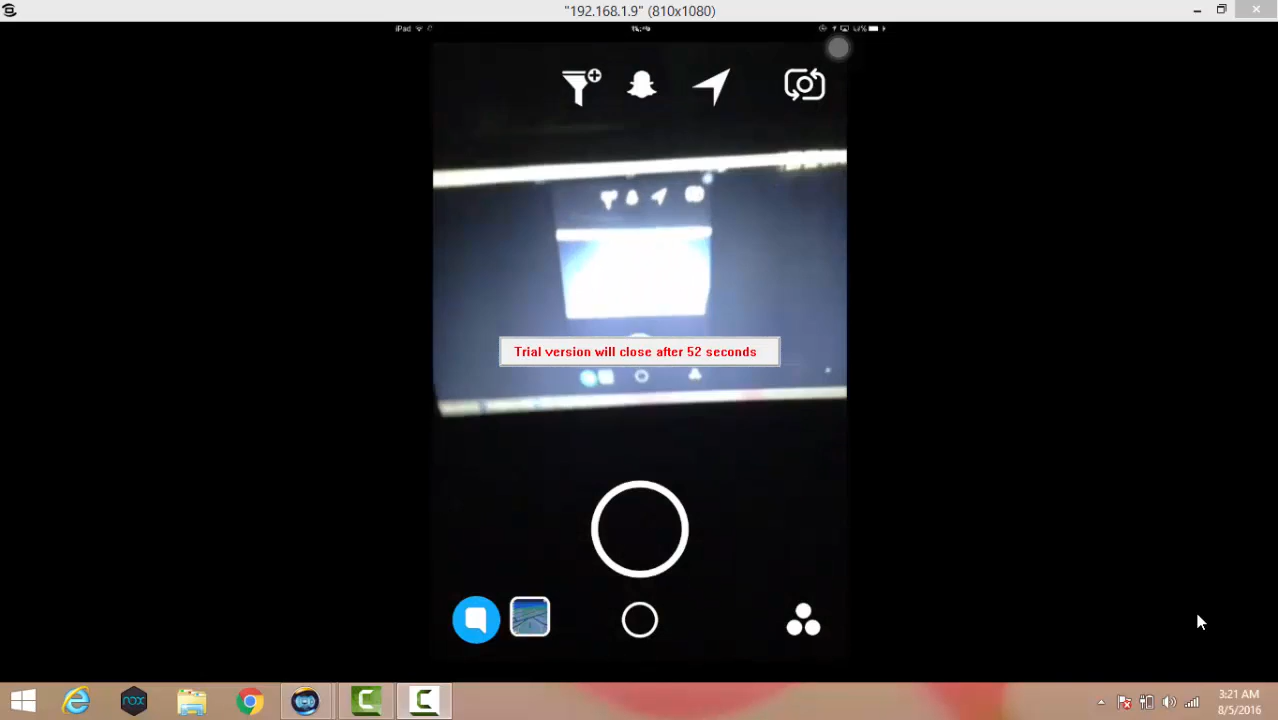 "192.168.1.9" (810x1080)
iPad
Trial version will close after 52 seconds
nox
3:21 AM
8/5/2016